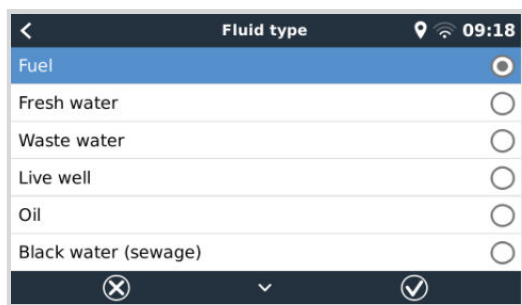 Fluid type 09:18
Fuel
Fresh water
Waste water
Live well
Oil
Black water (sewage)